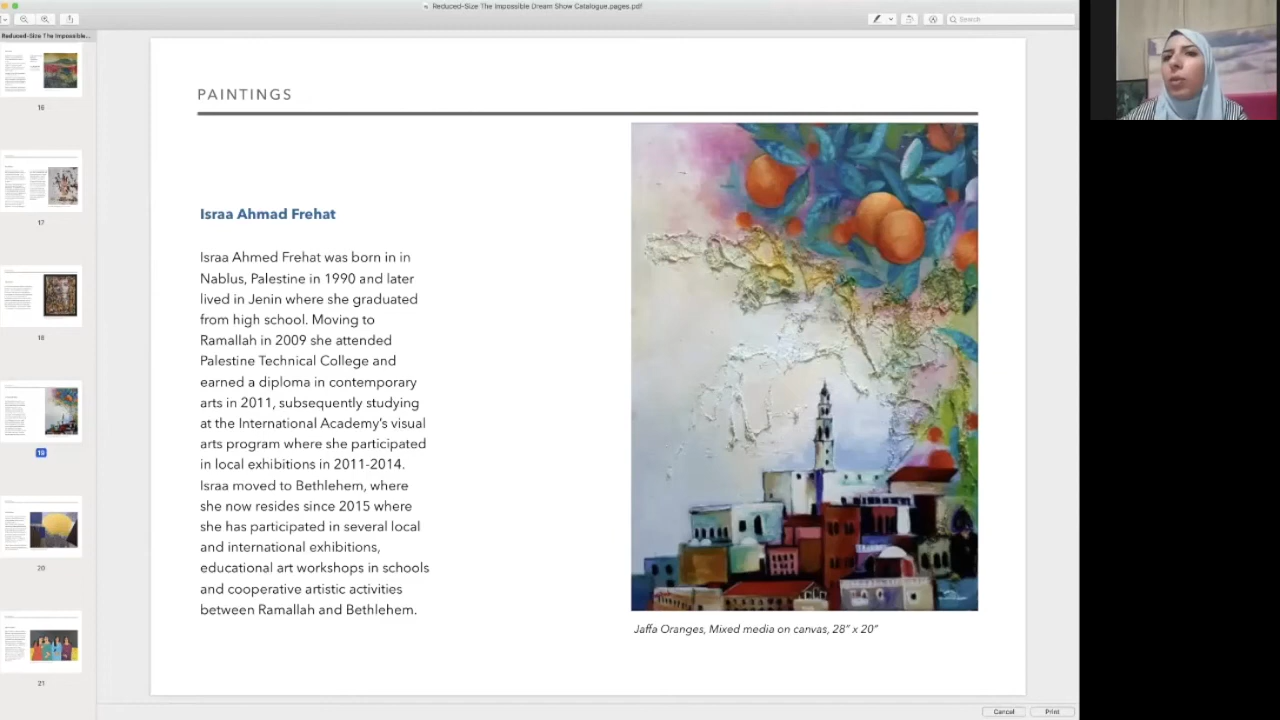 Reduced-Size The Impossible Dream Show Catalogue.pages.pdf
Search
Reduced-Size The Impossible...
16
17
18
19
20
21
PAINTINGS
Israa Ahmad Frehat
Israa Ahmed Frehat was born in in
Nablus, Palestine in 1990 and later
lived in Jenin where she graduated
from high school. Moving to
Ramallah in 2009 she attended
Palestine Technical College and
earned a diploma in contemporary
arts in 2011, subsequently studying
at the International Academy’s visual
arts program where she participated
in local exhibitions in 2011-2014.
Israa moved to Bethlehem, where
she now resides since 2015 where
she has participated in several local
and international exhibitions,
educational art workshops in schools
and cooperative artistic activities
between Ramallah and Bethlehem.
Jaffa Oranges, Mixed media on canvas, 28” x 20”
Cancel
Print